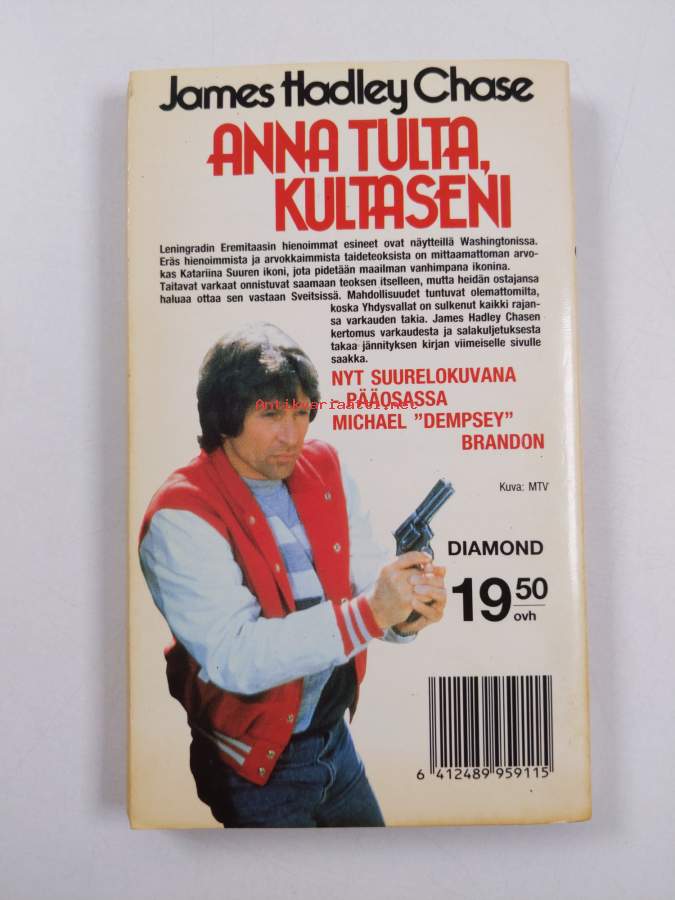 James Hadley Chase
ANNA TULTA,
KULTASENI
Leningradin Eremitaasin hienoimmat esineet ovat näytteillä Washingtonissa.
Eräs hienoimmista ja arvokkaimmista taideteoksista on mittaamattoman arvo-
kas Katariina Suuren ikoni, jota pidetään maailman vanhimpana ikonina.
Taitavat varkaat onnistuvat saamaan teoksen itselleen, mutta heidän ostajansa
haluaa ottaa sen vastaan Sveitsissä. Mahdollisuudet tuntuvat olemattomilta,
koska Yhdysvallat on sulkenut kaikki rajan-
sa varkauden takia. James Hadley Chasen
kertomus varkaudesta ja salakuljetuksesta
takaa jännityksen kirjan viimeiselle sivulle
saakka.
NYT SUURELOKUVANA
- PÄÄOSASSA
Antikvariaatti.net
MICHAEL ”DEMPSEY”
BRANDON
Kuva: MTV
DIAMOND
19 50
ovh
6 412489 959115